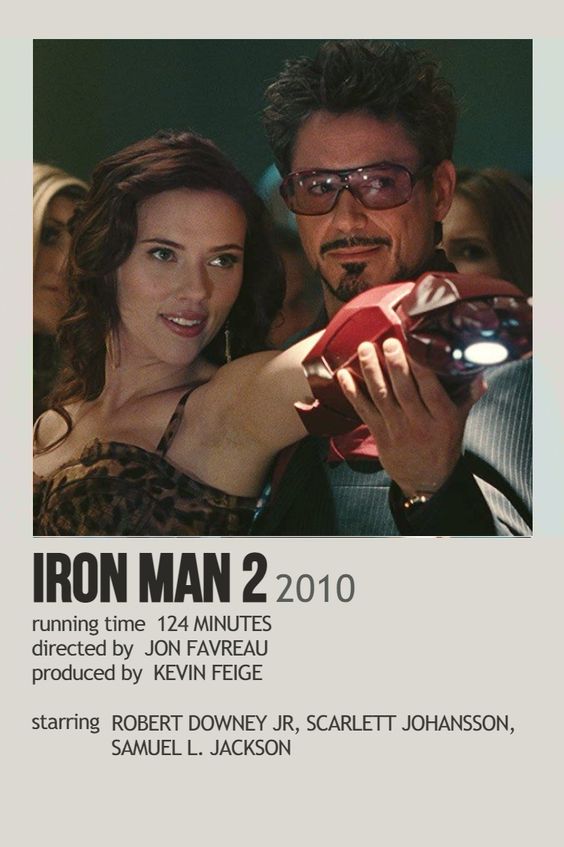 IRON MAN 2 2010
running time 124 MINUTES
directed by JON FAVREAU
produced by KEVIN FEIGE
starring ROBERT DOWNEY JR, SCARLETT JOHANSSON,
SAMUEL L. JACKSON